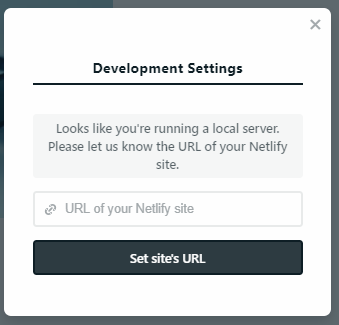 Development Settings
Looks like you're running a local server.
Please let us know the URL of your Netlify
site.
URL of your Netlify site
Set site's URL